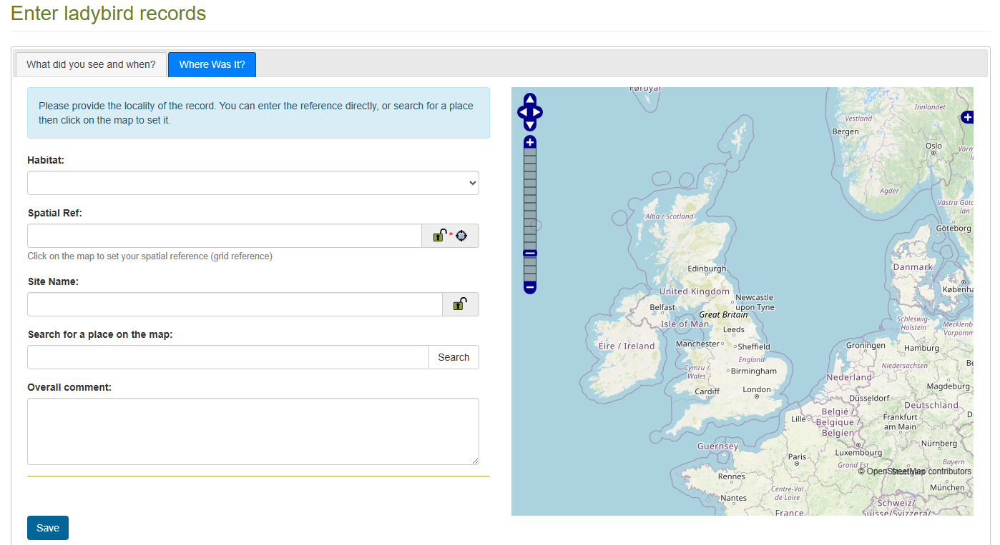 Enter ladybird records
What did you see and when?
Where Was It?
Please provide the locality of the record. You can enter the reference directly, or search for a place
then click on the map to set it.
Habitat:
Spatial Ref:
*
Click on the map to set your spatial reference (grid reference)
Site Name:
Search for a place on the map:
Search
Overall comment:
Save
Føroyar
Vestland
Innlandet
Bergen
Oslo
Agder
Västra Göta
län
Göteborg
Alba / Scotland
Edinburgh
Danmark
Københa
United Kingdom
Newcastle
upon Tyne
Belfast
Great Britain
Isle of Man
Leeds
Schleswig-
Holstein
Mecklenb
Vorpomm
Éire / Ireland
Manchester
Sheffield
Groningen
Hamburg
England
Niedersachsen
Be
Cymru /
Wales
Birmingham
Nederland
Magdeburg
Cardiff
London
Düsseldorf
Deutschland
Lille
België /
Belgique /
Belgien
Frankfurt
am Main
Guernsey
Luxembourg
Nürnberg
Paris
Grand Est
Bayern
Rennes
© OpenStreetMap contributors
Stuttgart
München
Nantes
Centre-Val
de Loire
Schweiz/
Suisse/Svizzera/
France